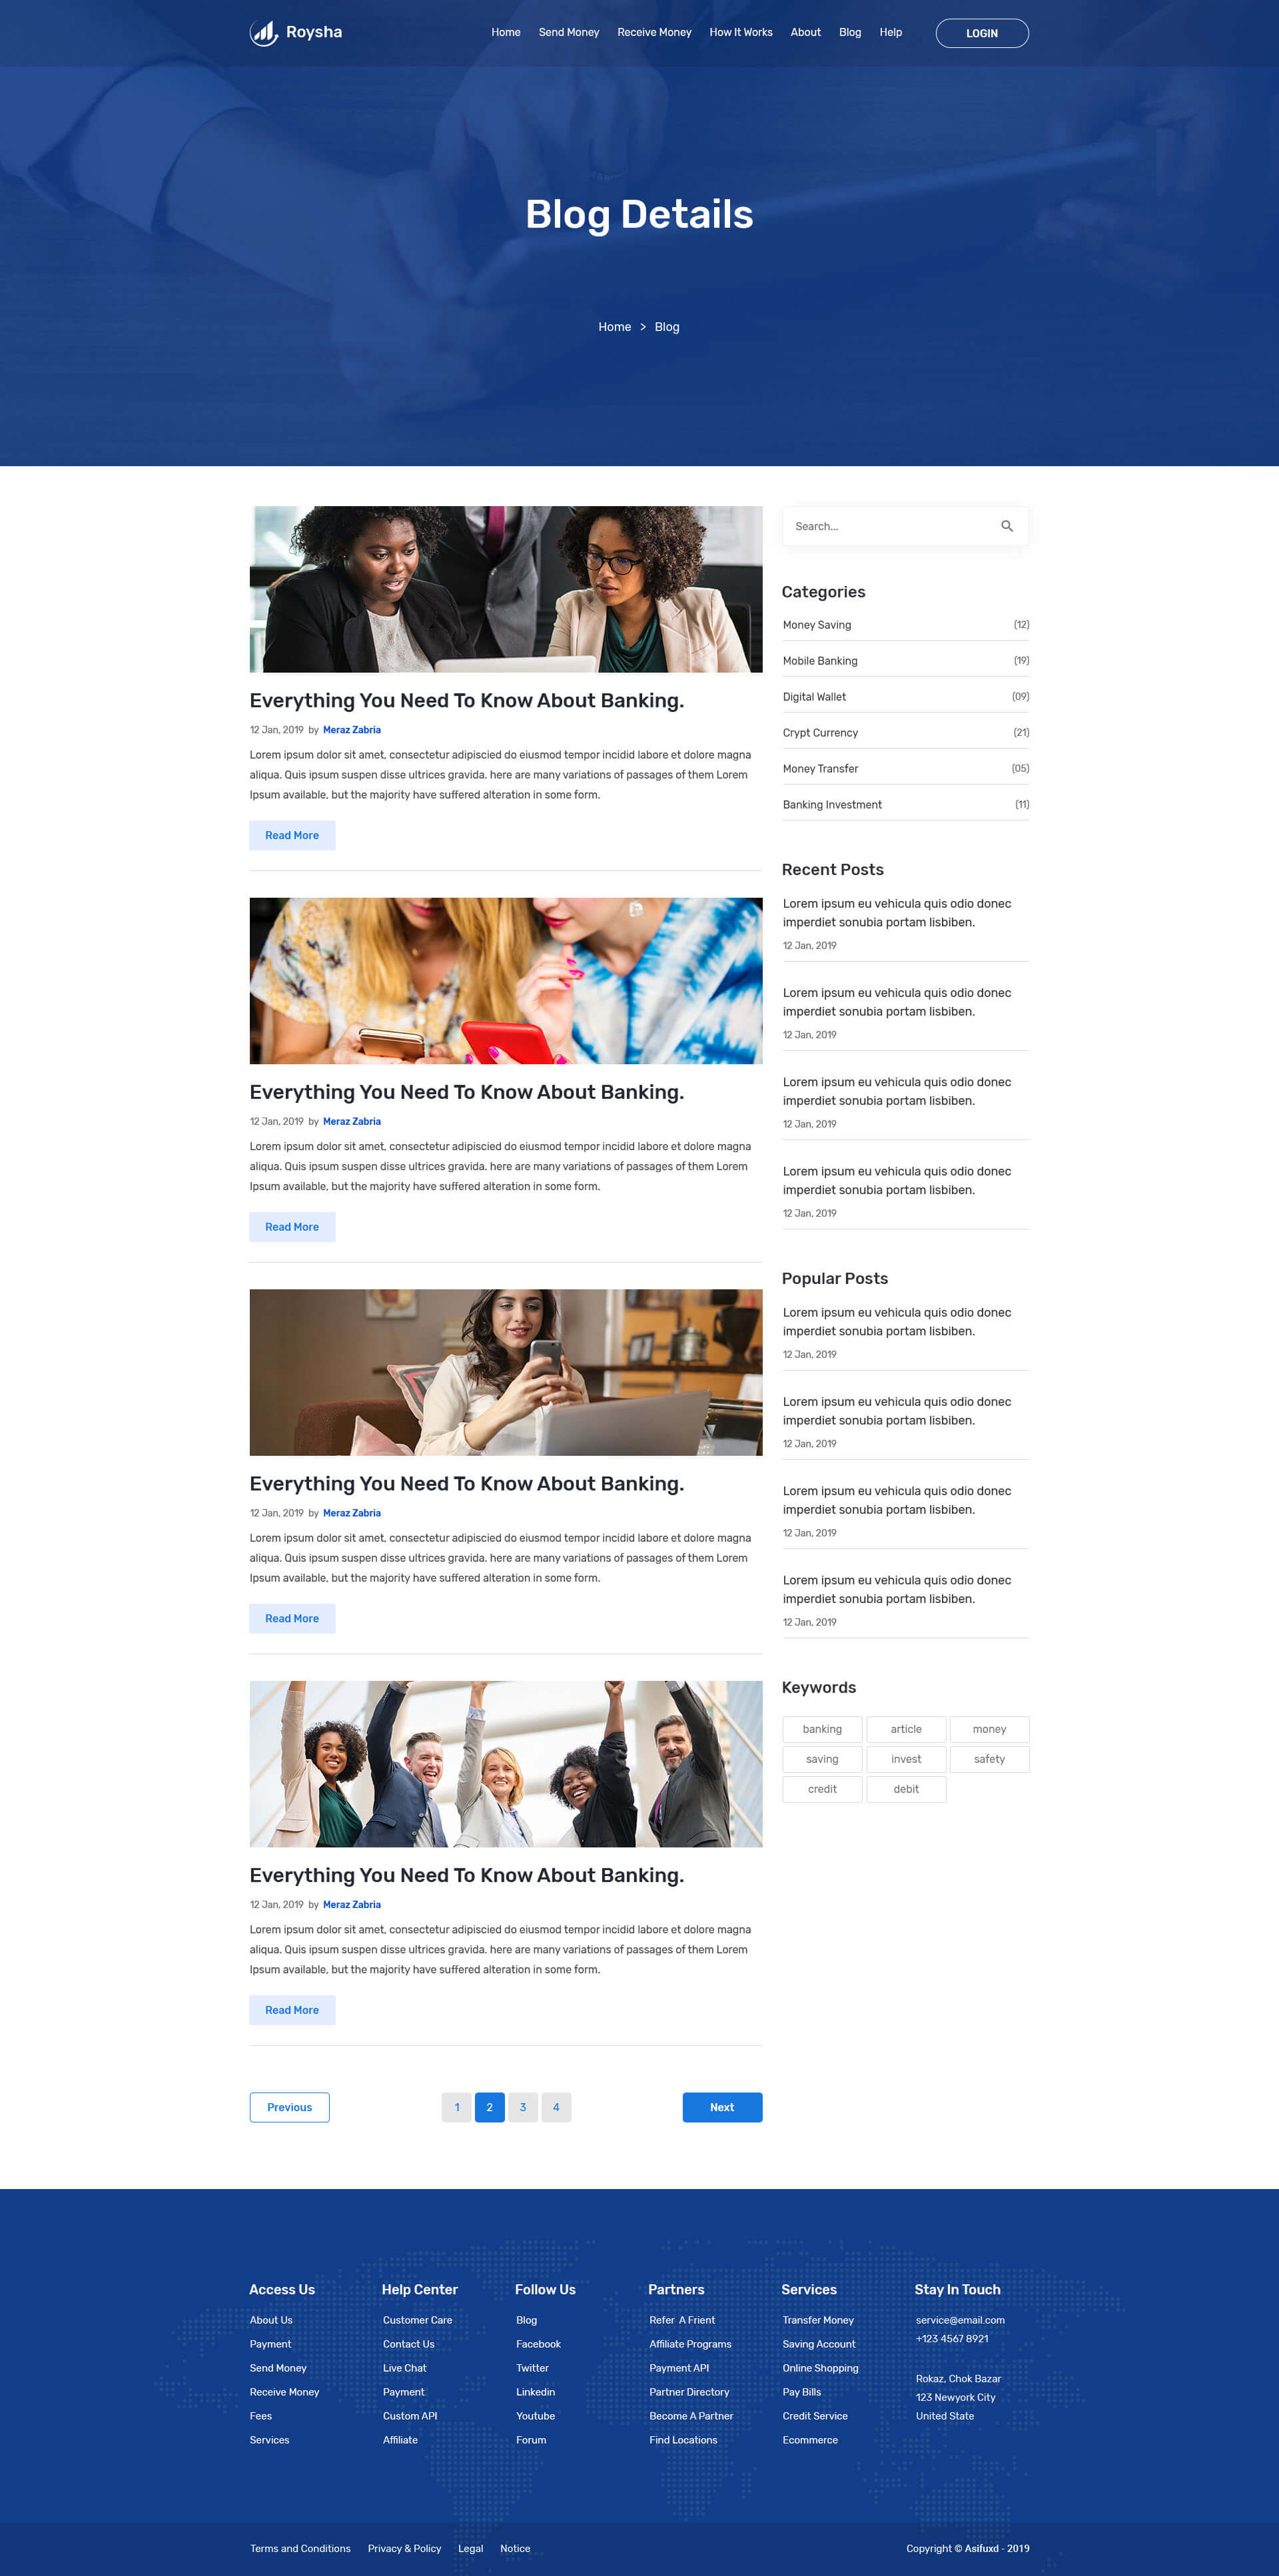 Roysha
Home Send Money Receive Money How It Works About Blog Help LOGIN
Blog Details
Home > Blog
Everything You Need To Know About Banking.
12 Jan, 2019 by Meraz Zabria
Lorem ipsum dolor sit amet, consectetur adipiscied do eiusmod tempor incidid labore et dolore magna
aliqua. Quis ipsum suspen disse ultrices gravida. here are many variations of passages of them Lorem
Ipsum available, but the majority have suffered alteration in some form.
Read More
Everything You Need To Know About Banking.
12 Jan, 2019 by Meraz Zabria
Lorem ipsum dolor sit amet, consectetur adipiscied do eiusmod tempor incidid labore et dolore magna
aliqua. Quis ipsum suspen disse ultrices gravida. here are many variations of passages of them Lorem
Ipsum available, but the majority have suffered alteration in some form.
Read More
Everything You Need To Know About Banking.
12 Jan, 2019 by Meraz Zabria
Lorem ipsum dolor sit amet, consectetur adipiscied do eiusmod tempor incidid labore et dolore magna
aliqua. Quis ipsum suspen disse ultrices gravida. here are many variations of passages of them Lorem
Ipsum available, but the majority have suffered alteration in some form.
Read More
Everything You Need To Know About Banking.
12 Jan, 2019 by Meraz Zabria
Lorem ipsum dolor sit amet, consectetur adipiscied do eiusmod tempor incidid labore et dolore magna
aliqua. Quis ipsum suspen disse ultrices gravida. here are many variations of passages of them Lorem
Ipsum available, but the majority have suffered alteration in some form.
Read More
Previous 1 2 3 4 Next
Search...
Categories
Money Saving (12)
Mobile Banking (19)
Digital Wallet (09)
Crypt Currency (21)
Money Transfer (05)
Banking Investment (11)
Recent Posts
Lorem ipsum eu vehicula quis odio donec
imperdiet sonubia portam lisbiben.
12 Jan, 2019
Lorem ipsum eu vehicula quis odio donec
imperdiet sonubia portam lisbiben.
12 Jan, 2019
Lorem ipsum eu vehicula quis odio donec
imperdiet sonubia portam lisbiben.
12 Jan, 2019
Lorem ipsum eu vehicula quis odio donec
imperdiet sonubia portam lisbiben.
12 Jan, 2019
Popular Posts
Lorem ipsum eu vehicula quis odio donec
imperdiet sonubia portam lisbiben.
12 Jan, 2019
Lorem ipsum eu vehicula quis odio donec
imperdiet sonubia portam lisbiben.
12 Jan, 2019
Lorem ipsum eu vehicula quis odio donec
imperdiet sonubia portam lisbiben.
12 Jan, 2019
Lorem ipsum eu vehicula quis odio donec
imperdiet sonubia portam lisbiben.
12 Jan, 2019
Keywords
banking article money
saving invest safety
credit debit
Access Us
About Us
Payment
Send Money
Receive Money
Fees
Services
Help Center
Customer Care
Contact Us
Live Chat
Payment
Custom API
Affiliate
Follow Us
Blog
Facebook
Twitter
Linkedin
Youtube
Forum
Partners
Refer A Frient
Affiliate Programs
Payment API
Partner Directory
Become A Partner
Find Locations
Services
Transfer Money
Saving Account
Online Shopping
Pay Bills
Credit Service
Ecommerce
Stay In Touch
service@email.com
+123 4567 8921
Rokaz, Chok Bazar
123 Newyork City
United State
Terms and Conditions Privacy & Policy Legal Notice
Copyright © Asifuxd - 2019